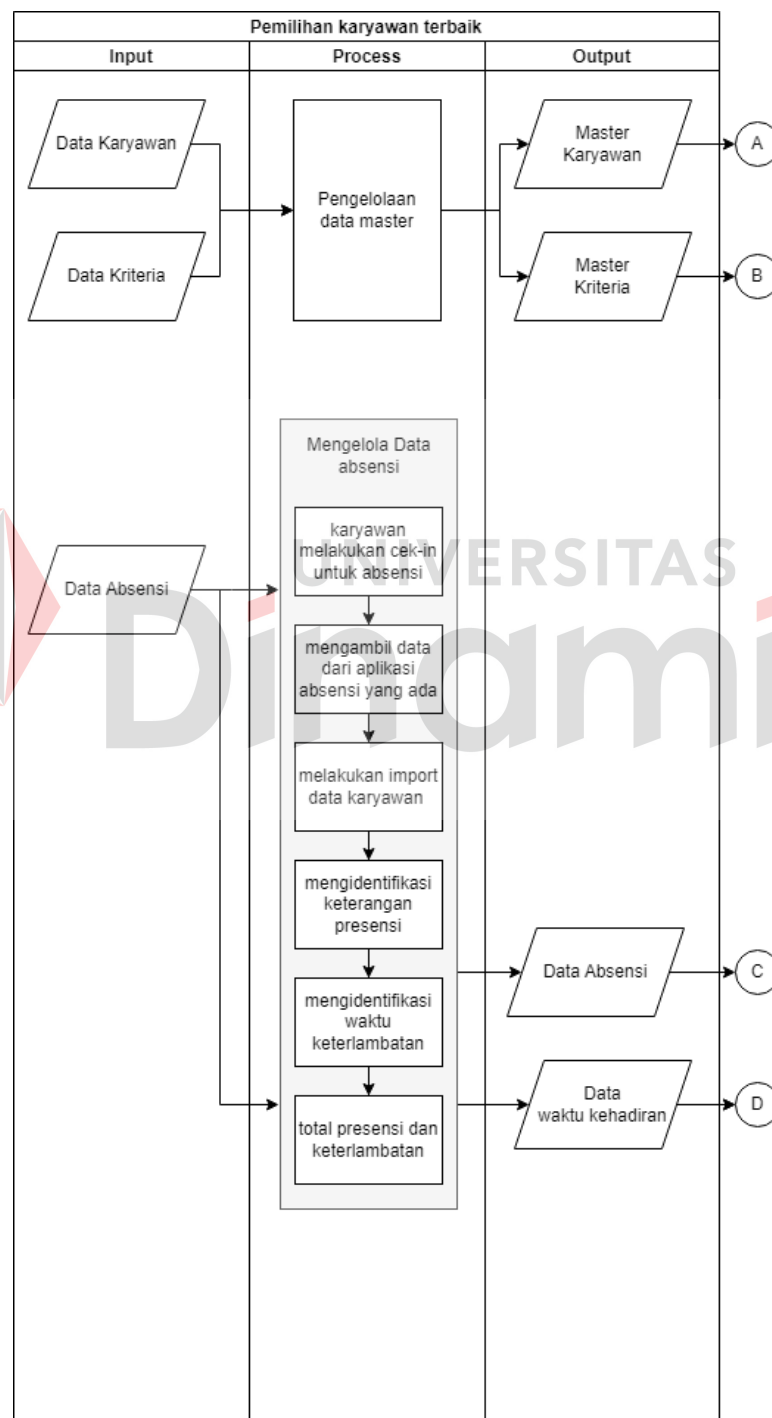 Pemilihan karyawan terbaik
Input
Process
Output
Data Karyawan
Data Kriteria
Pengelolaan
data master
Master
Karyawan
A
Master
Kriteria
B
Mengelola Data
absensi
karyawan
melakukan cek-in
untuk absensi
Data Absensi
mengambil data
dari aplikasi
absensi yang ada
melakukan import
data karyawan
mengidentifikasi
keterangan
presensi
mengidentifikasi
waktu
keterlambatan
total presensi dan
keterlambatan
Data Absensi
C
Data
waktu kehadiran
D
UNIVERSITAS
Dinami